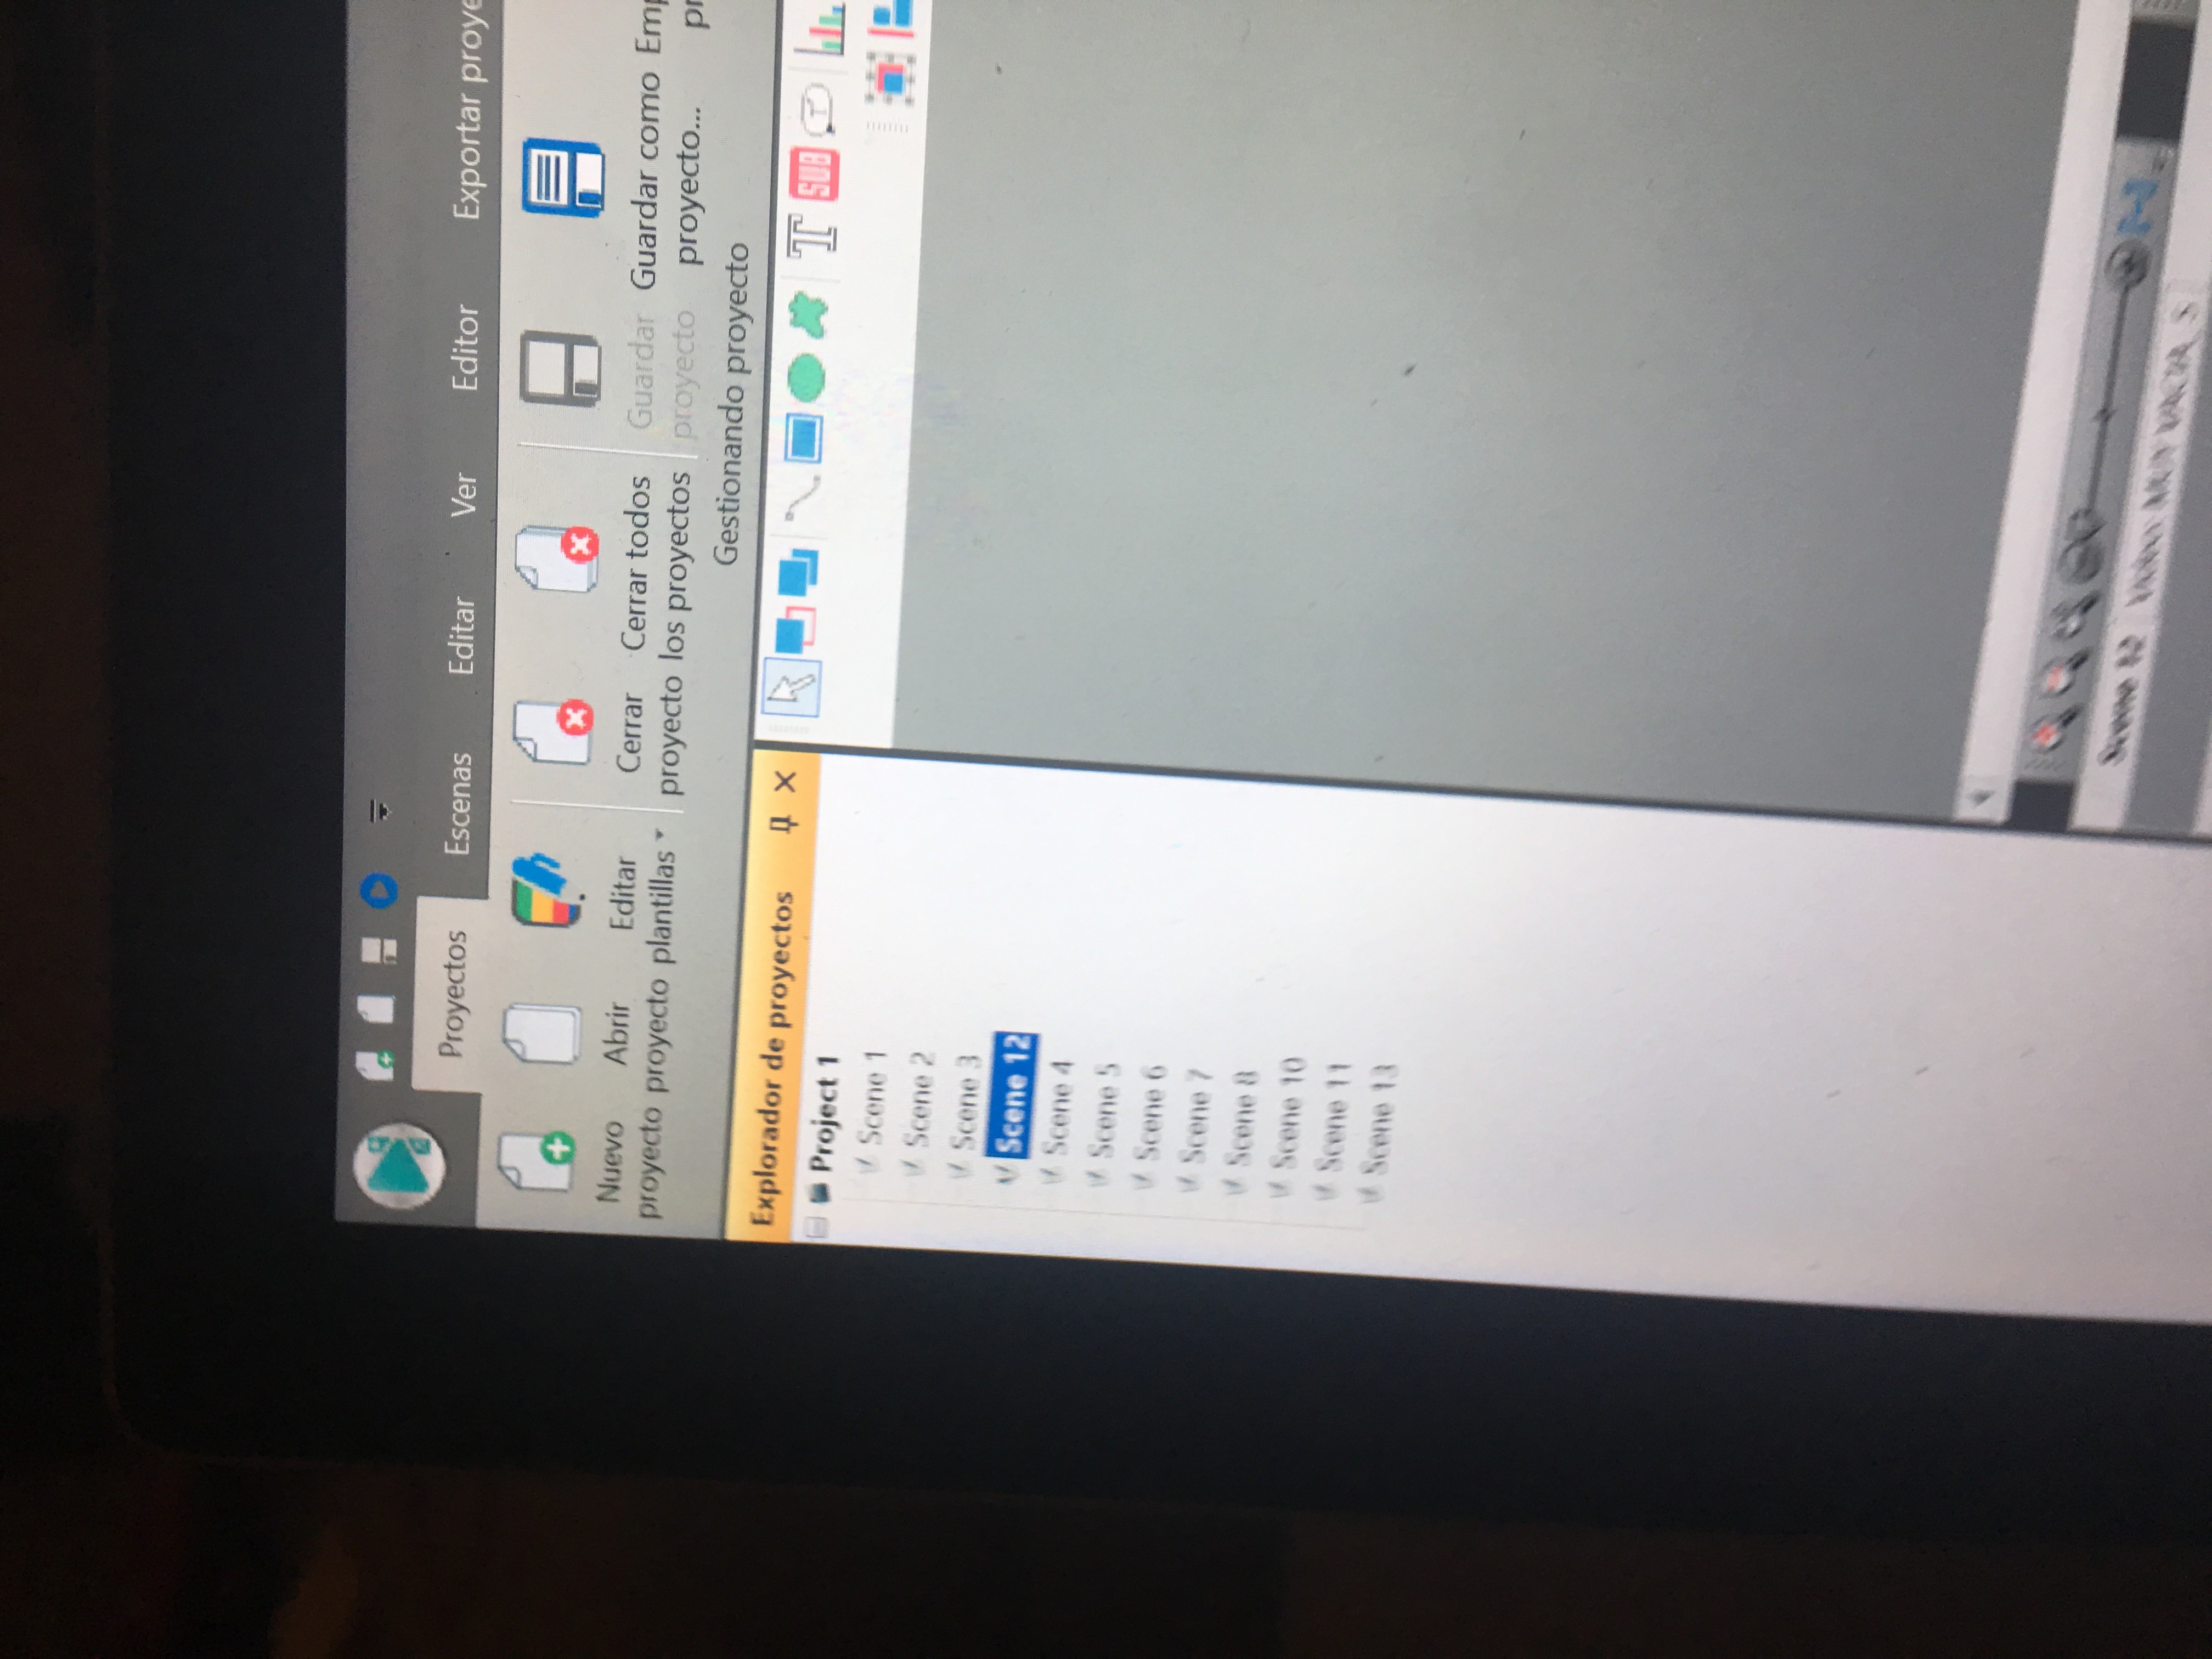 Proyectos Escenas Editar Ver Editor Exportar proye
Nuevo proyecto
Abrir proyecto
Editar plantillas
Cerrar proyecto
Cerrar todos los proyectos
Guardar proyecto
Guardar como proyecto...
Emp
pr
Gestionando proyecto
Explorador de proyectos
T SUB T
Project 1
Scene 1
Scene 2
Scene 3
Scene 12
Scene 4
Scene 5
Scene 6
Scene 7
Scene 8
Scene 10
Scene 11
Scene 13
Scene 12